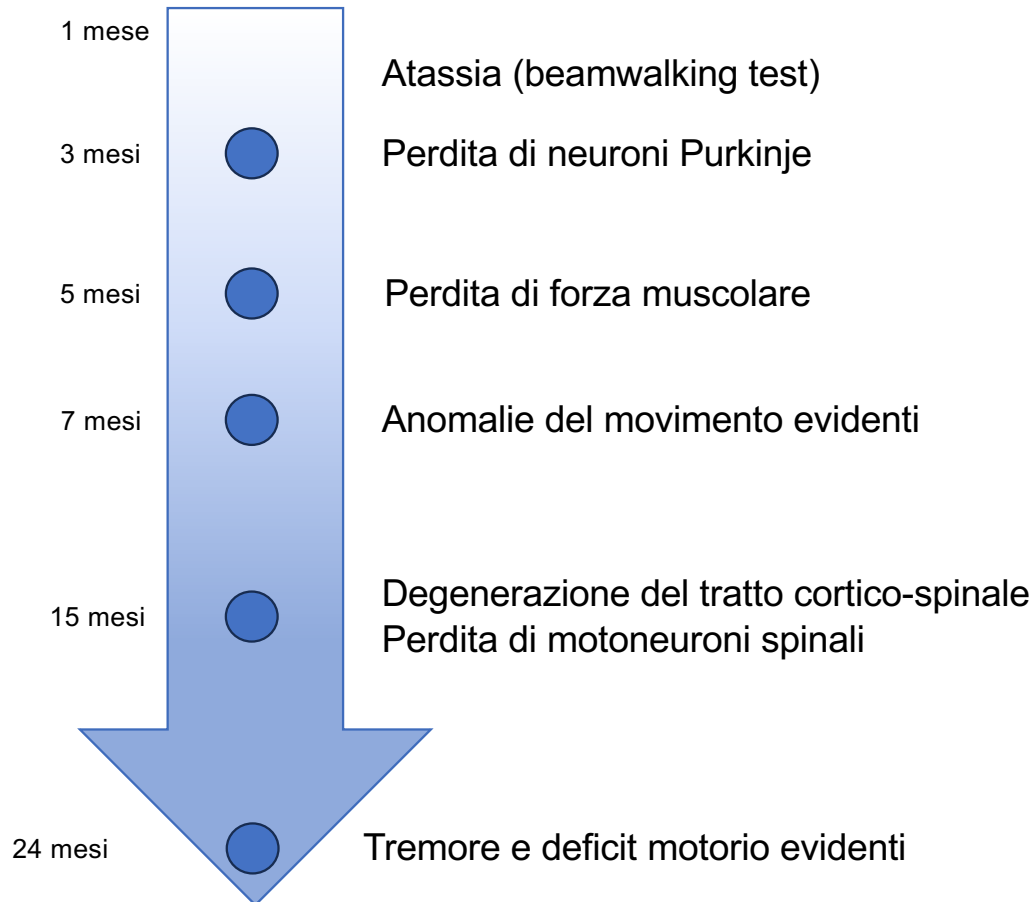 1 mese
Atassia (beamwalking test)
3 mesi
Perdita di neuroni Purkinje
5 mesi
Perdita di forza muscolare
7 mesi
Anomalie del movimento evidenti
15 mesi
Degenerazione del tratto cortico-spinale
Perdita di motoneuroni spinali
24 mesi
Tremore e deficit motorio evidenti